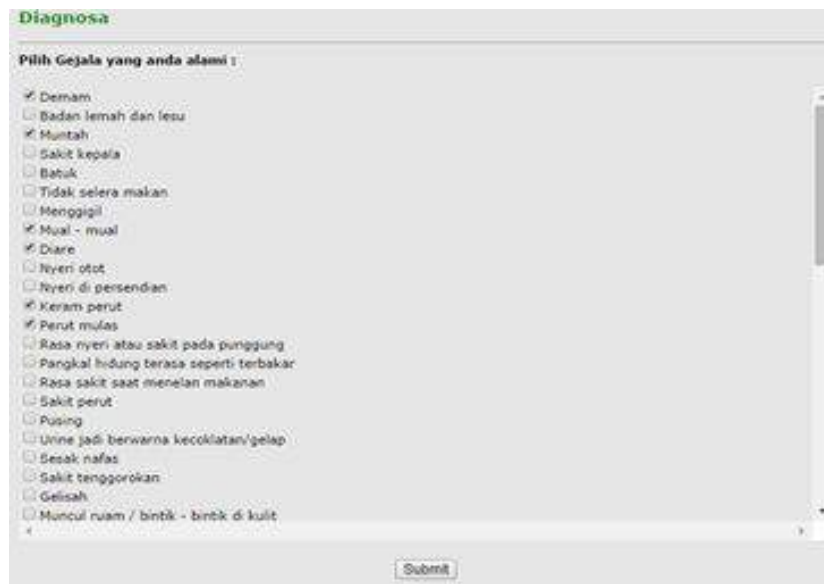 Diagnosa
Pilih Gejala yang anda alami :
Demam
Badan lemah dan lesu
Muntah
Sakit kepala
Batuk
Tidak selera makan
Menggigil
Mual - mual
Diare
Nyeri otot
Nyeri di persendian
Keram perut
Perut mulas
Rasa nyeri atau sakit pada punggung
Pangkal hidung terasa seperti terbakar
Rasa sakit saat menelan makanan
Sakit perut
Pusing
Urine jadi berwarna kecoklatan/gelap
Sesak nafas
Sakit tenggorokan
Gelisah
Muncul ruam / bintik - bintik di kulit
Submit